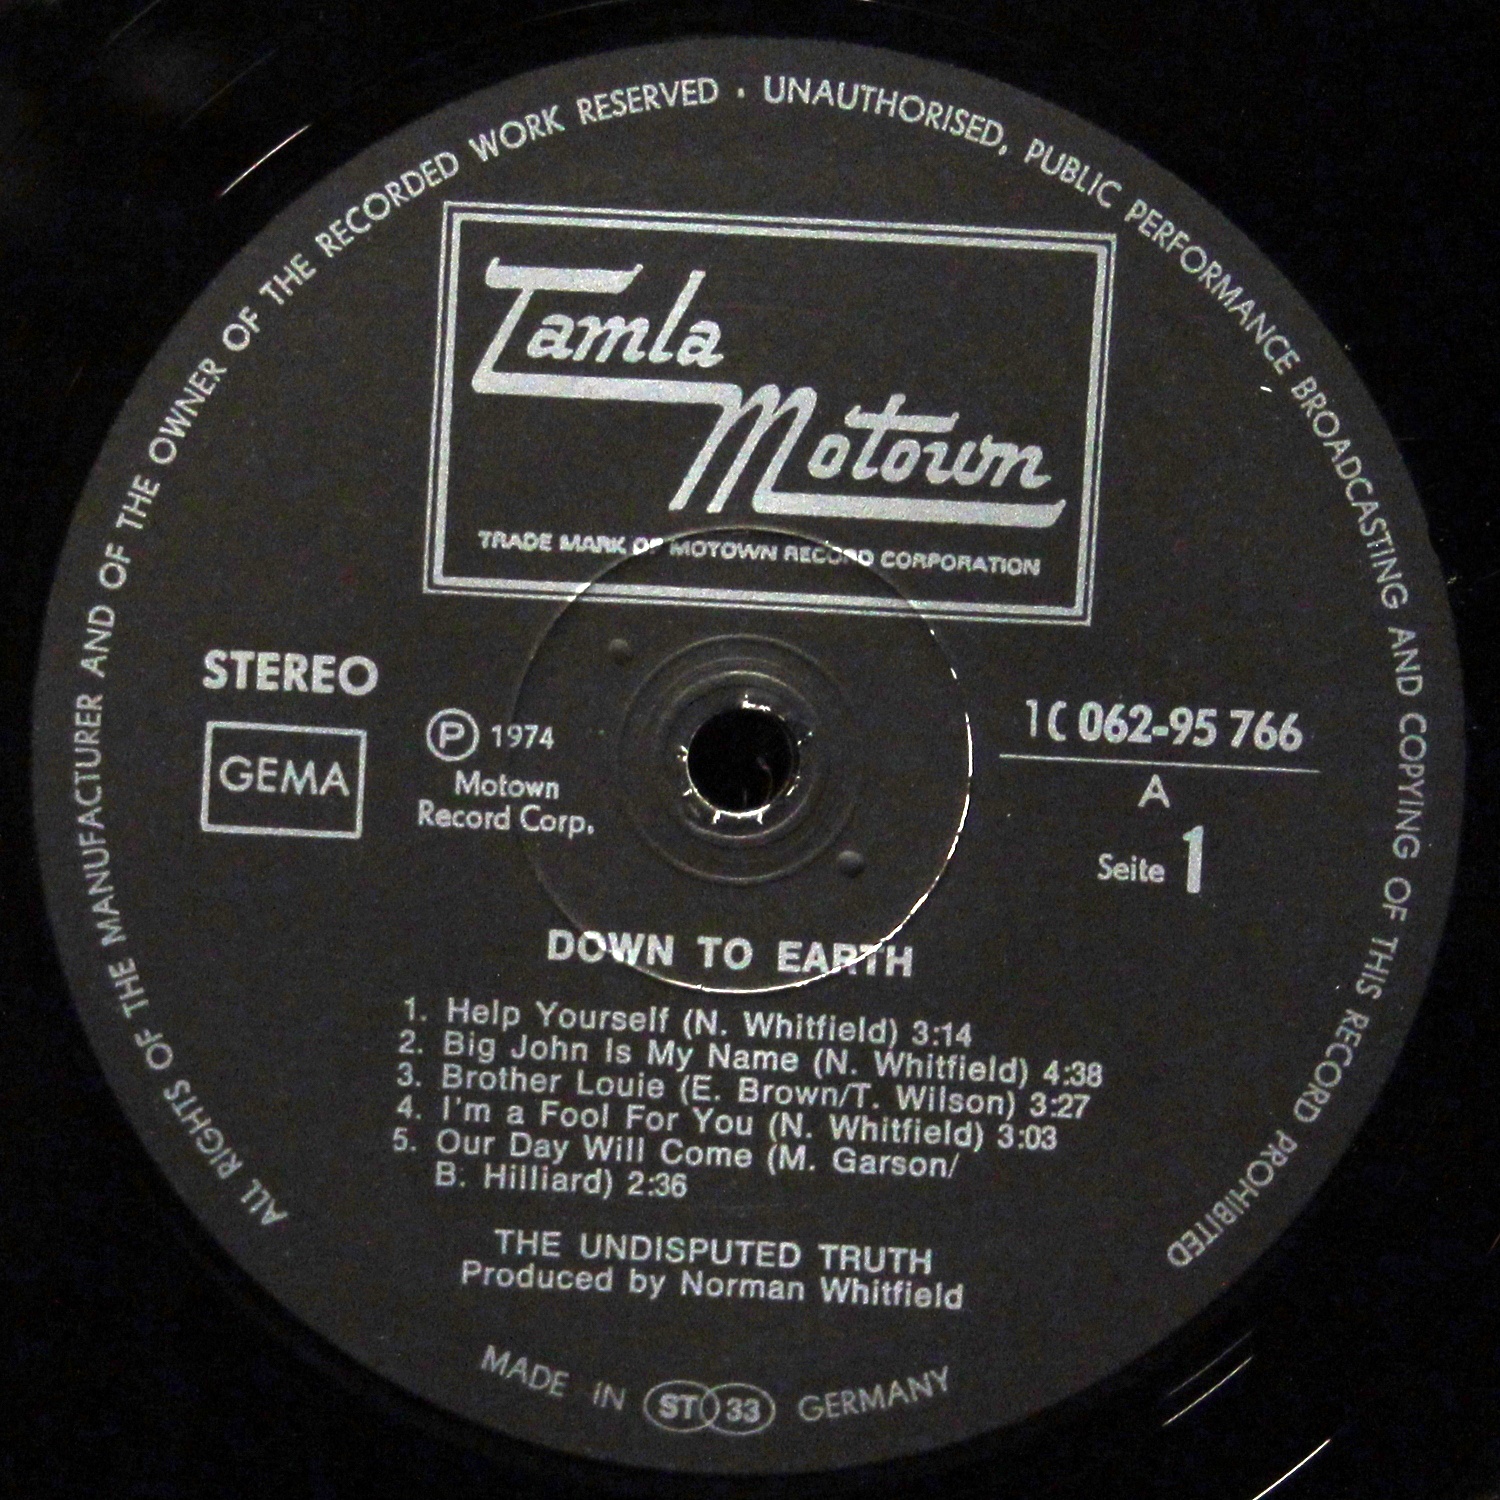 ALL RIGHTS OF THE MANUFACTURER AND OF THE OWNER OF THE RECORDED WORK RESERVED · UNAUTHORISED, PUBLIC PERFORMANCE BROADCASTING AND COPYING OF THIS RECORD PROHIBITED
Tamla
Motown
TRADE MARK OF MOTOWN RECORD CORPORATION
STEREO
GEMA
Ⓟ 1974
Motown
Record Corp.
1C 062-95 766
A
Seite 1
DOWN TO EARTH
1. Help Yourself (N. Whitfield) 3:14
2. Big John Is My Name (N. Whitfield) 4:38
3. Brother Louie (E. Brown/T. Wilson) 3:27
4. I'm a Fool For You (N. Whitfield) 3:03
5. Our Day Will Come (M. Garson/
B. Hilliard) 2:36
THE UNDISPUTED TRUTH
Produced by Norman Whitfield
MADE IN ST 33 GERMANY